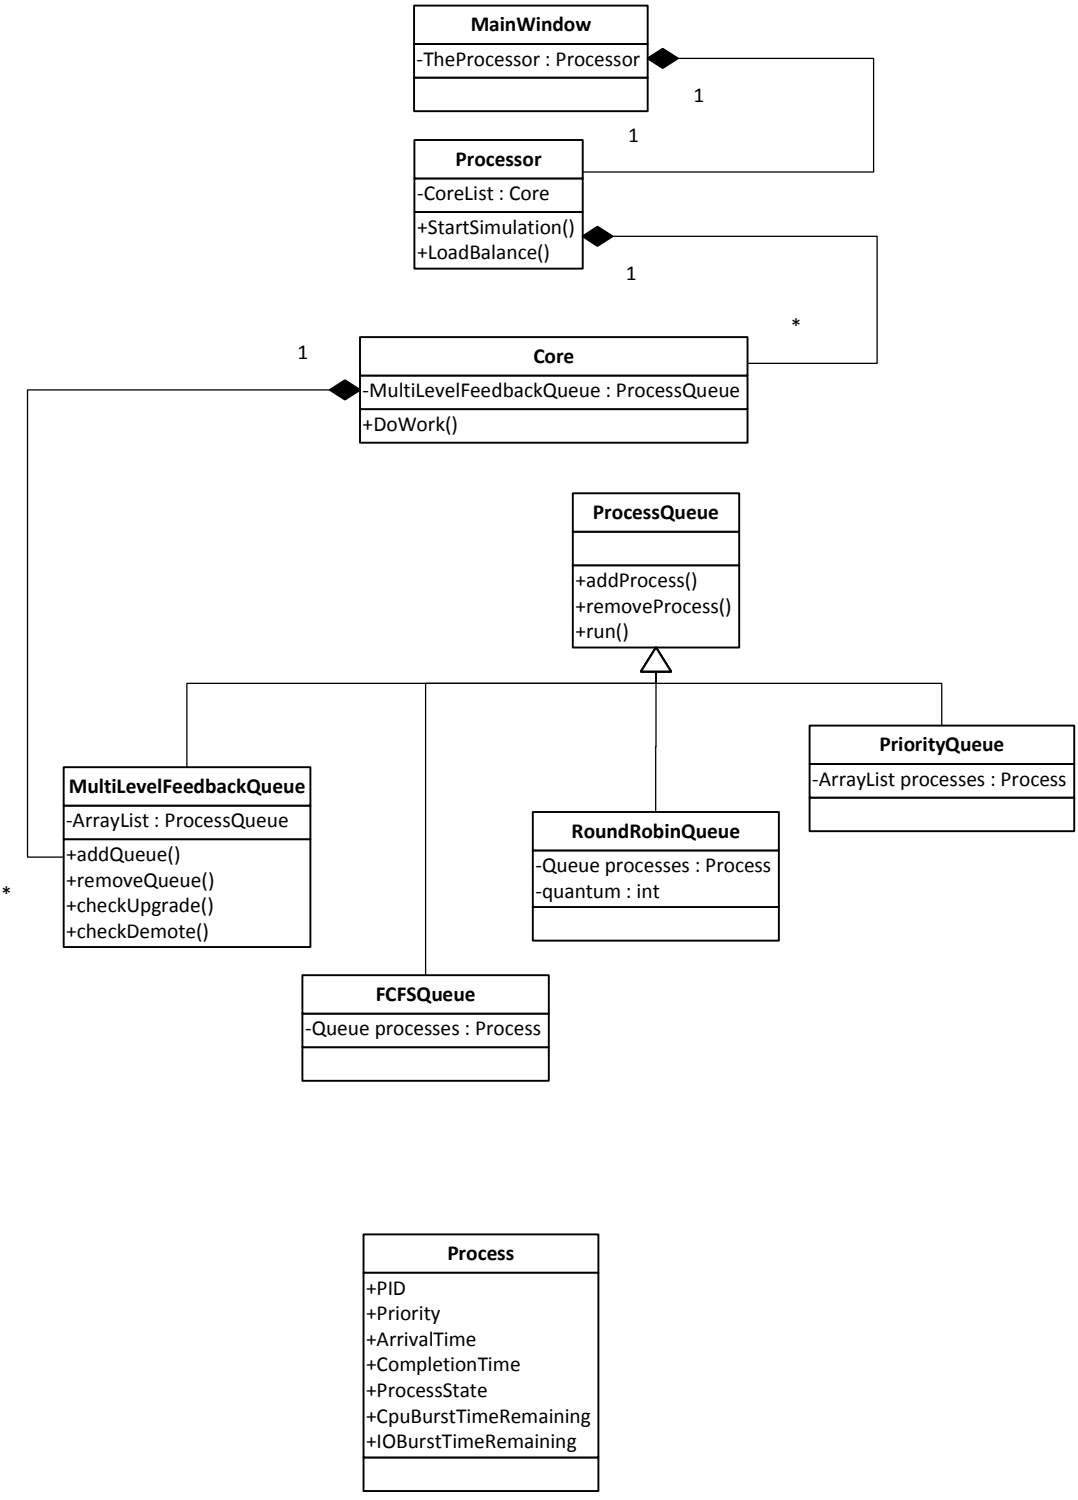 MainWindow
-TheProcessor : Processor
1
1
Processor
-CoreList : Core
+StartSimulation()
+LoadBalance()
1
*
1
Core
-MultiLevelFeedbackQueue : ProcessQueue
+DoWork()
ProcessQueue
+addProcess()
+removeProcess()
+run()
MultiLevelFeedbackQueue
-ArrayList : ProcessQueue
+addQueue()
+removeQueue()
+checkUpgrade()
+checkDemote()
*
PriorityQueue
-ArrayList processes : Process
RoundRobinQueue
-Queue processes : Process
-quantum : int
FCFSQueue
-Queue processes : Process
Process
+PID
+Priority
+ArrivalTime
+CompletionTime
+ProcessState
+CpuBurstTimeRemaining
+IOBurstTimeRemaining